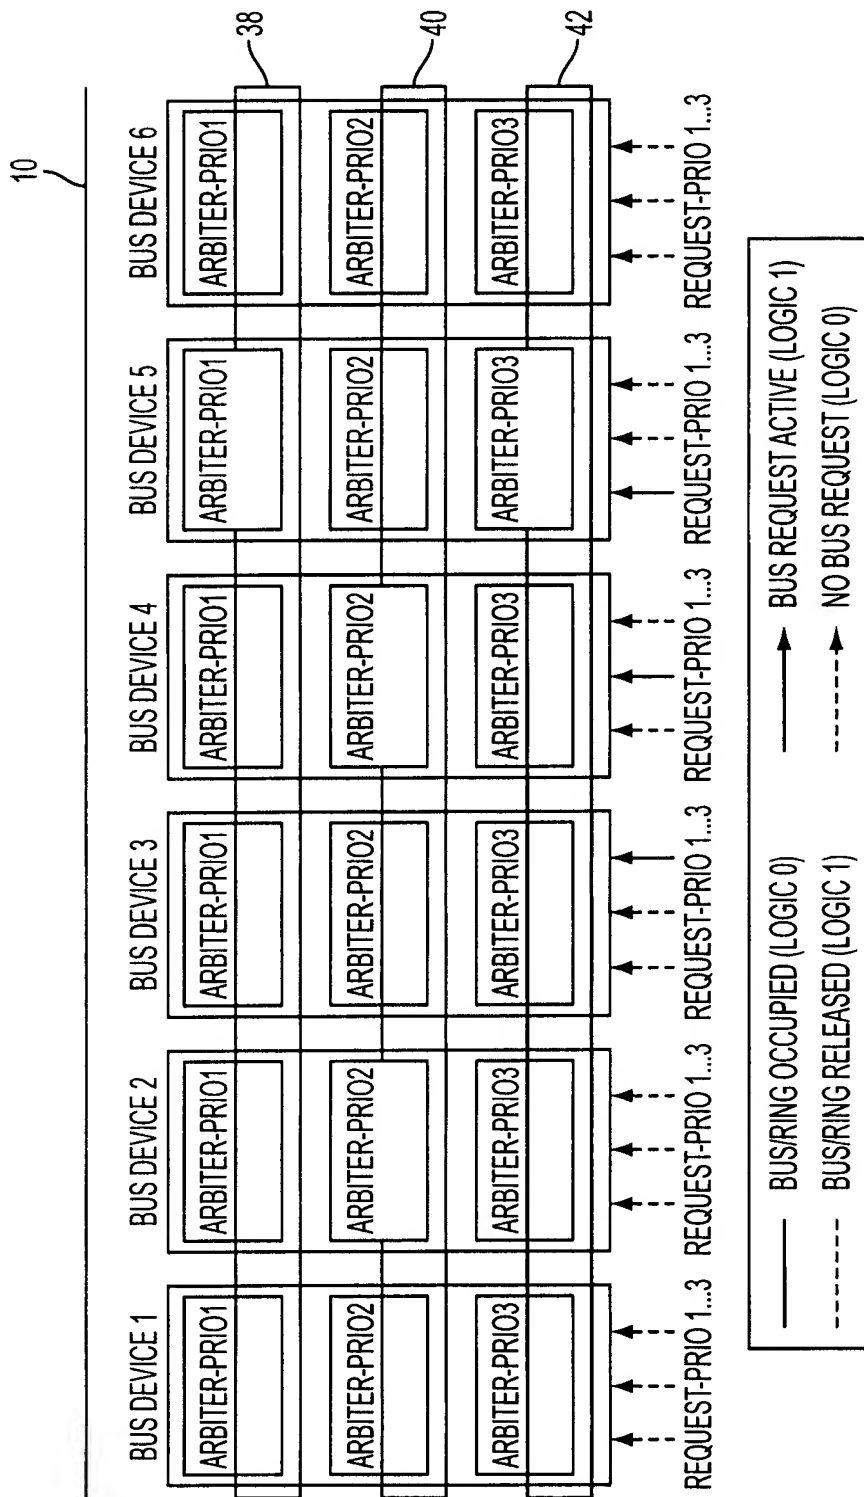 10
BUS DEVICE 1
BUS DEVICE 2
BUS DEVICE 3
BUS DEVICE 4
BUS DEVICE 5
BUS DEVICE 6
ARBITER-PRIO1
ARBITER-PRIO1
ARBITER-PRIO1
ARBITER-PRIO1
ARBITER-PRIO1
ARBITER-PRIO1
38
ARBITER-PRIO2
ARBITER-PRIO2
ARBITER-PRIO2
ARBITER-PRIO2
ARBITER-PRIO2
ARBITER-PRIO2
40
ARBITER-PRIO3
ARBITER-PRIO3
ARBITER-PRIO3
ARBITER-PRIO3
ARBITER-PRIO3
ARBITER-PRIO3
42
REQUEST-PRIO 1...3
REQUEST-PRIO 1...3
REQUEST-PRIO 1...3
REQUEST-PRIO 1...3
REQUEST-PRIO 1...3
REQUEST-PRIO 1...3
BUS/RING OCCUPIED (LOGIC 0)
BUS REQUEST ACTIVE (LOGIC 1)
BUS/RING RELEASED (LOGIC 1)
NO BUS REQUEST (LOGIC 0)